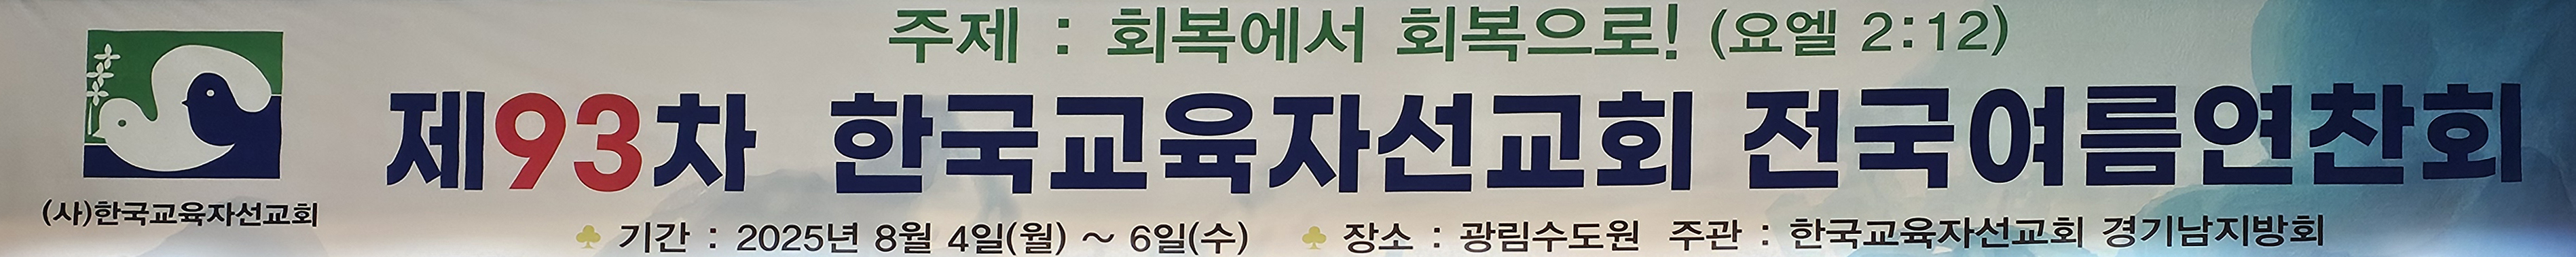 주제 : 회복에서 회복으로! (요엘 2:12)
제93차 한국교육자선교회 전국여름연찬회
(사)한국교육자선교회
기간 : 2025년 8월 4일(월) ~ 6일(수) 장소 : 광림수도원 주관 : 한국교육자선교회 경기남지방회